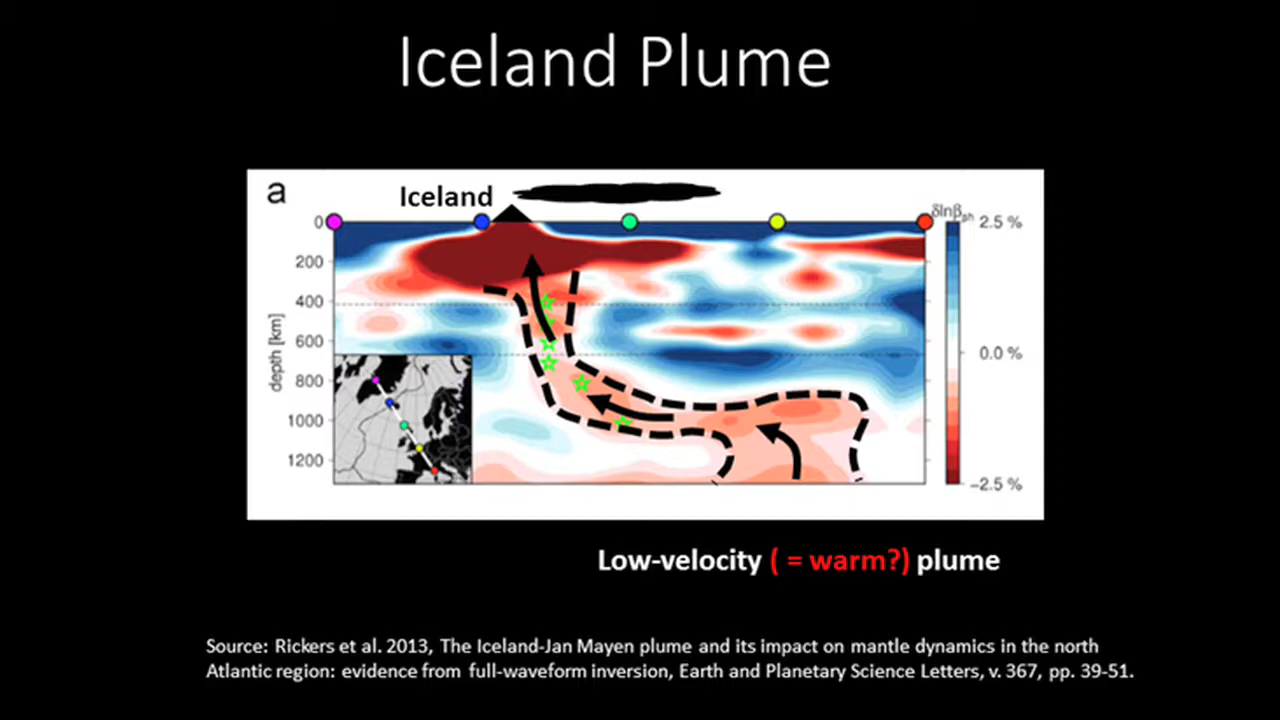 Iceland Plume
a
Iceland
δlnβsh
0
200
400
600
800
1000
1200
depth [km]
2.5 %
0.0 %
−2.5 %
Low-velocity ( = warm?) plume
Source: Rickers et al. 2013, The Iceland-Jan Mayen plume and its impact on mantle dynamics in the north
Atlantic region: evidence from full-waveform inversion, Earth and Planetary Science Letters, v. 367, pp. 39-51.